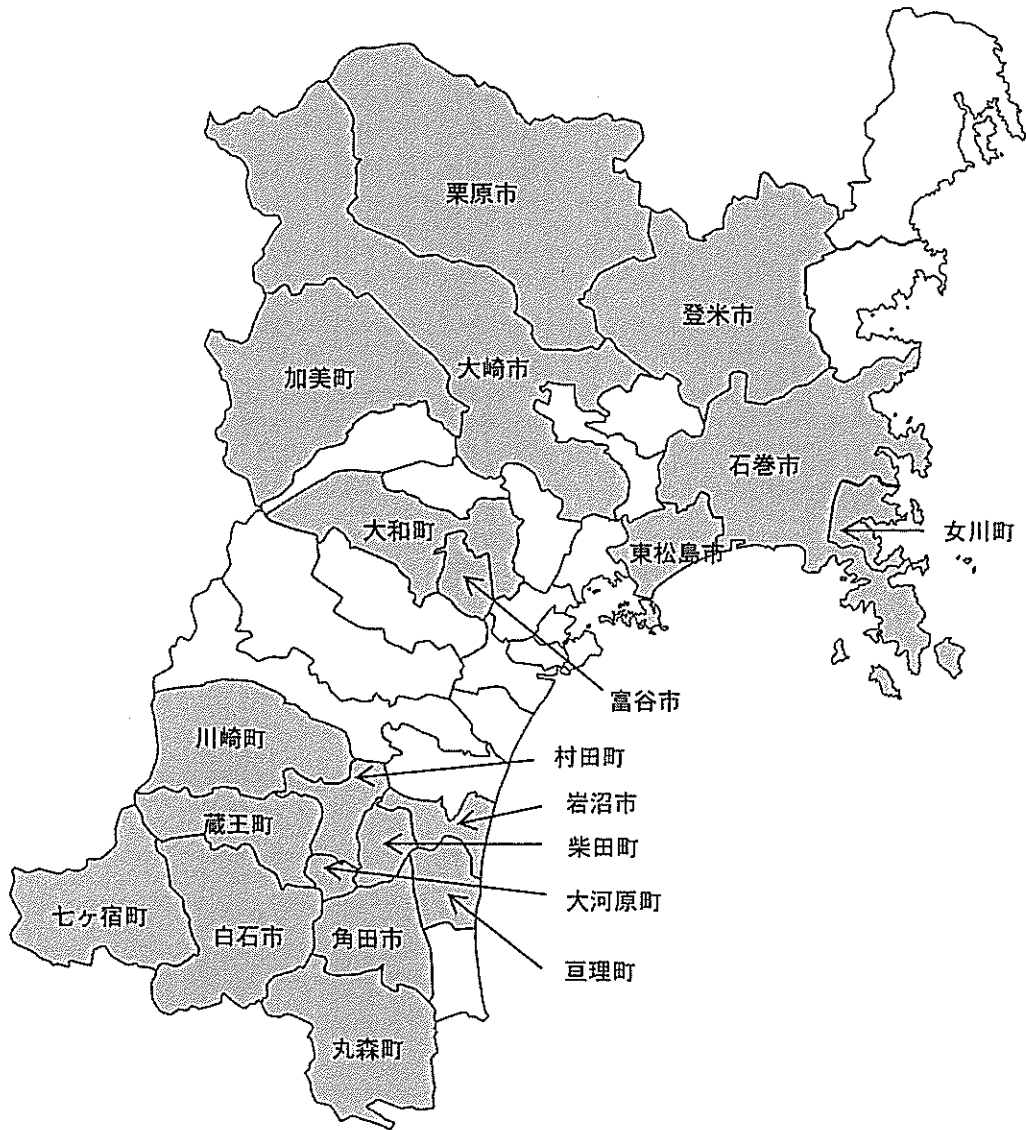 栗原市
登米市
加美町
大崎市
石巻市
大和町
女川町
東松島市
富谷市
川崎町
村田町
岩沼市
蔵王町
柴田町
大河原町
七ヶ宿町
白石市
角田市
亘理町
丸森町